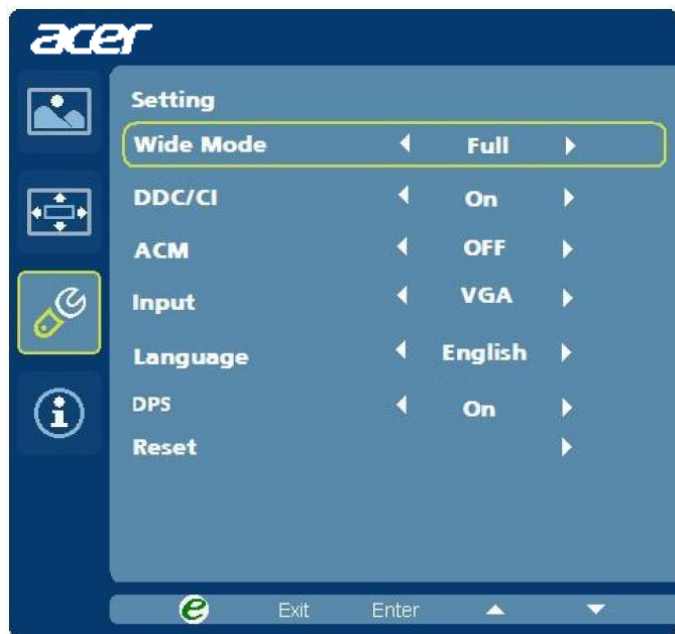 acer
Setting
Wide Mode Full
DDC/CI On
ACM OFF
Input VGA
Language English
DPS On
Reset
e Exit Enter